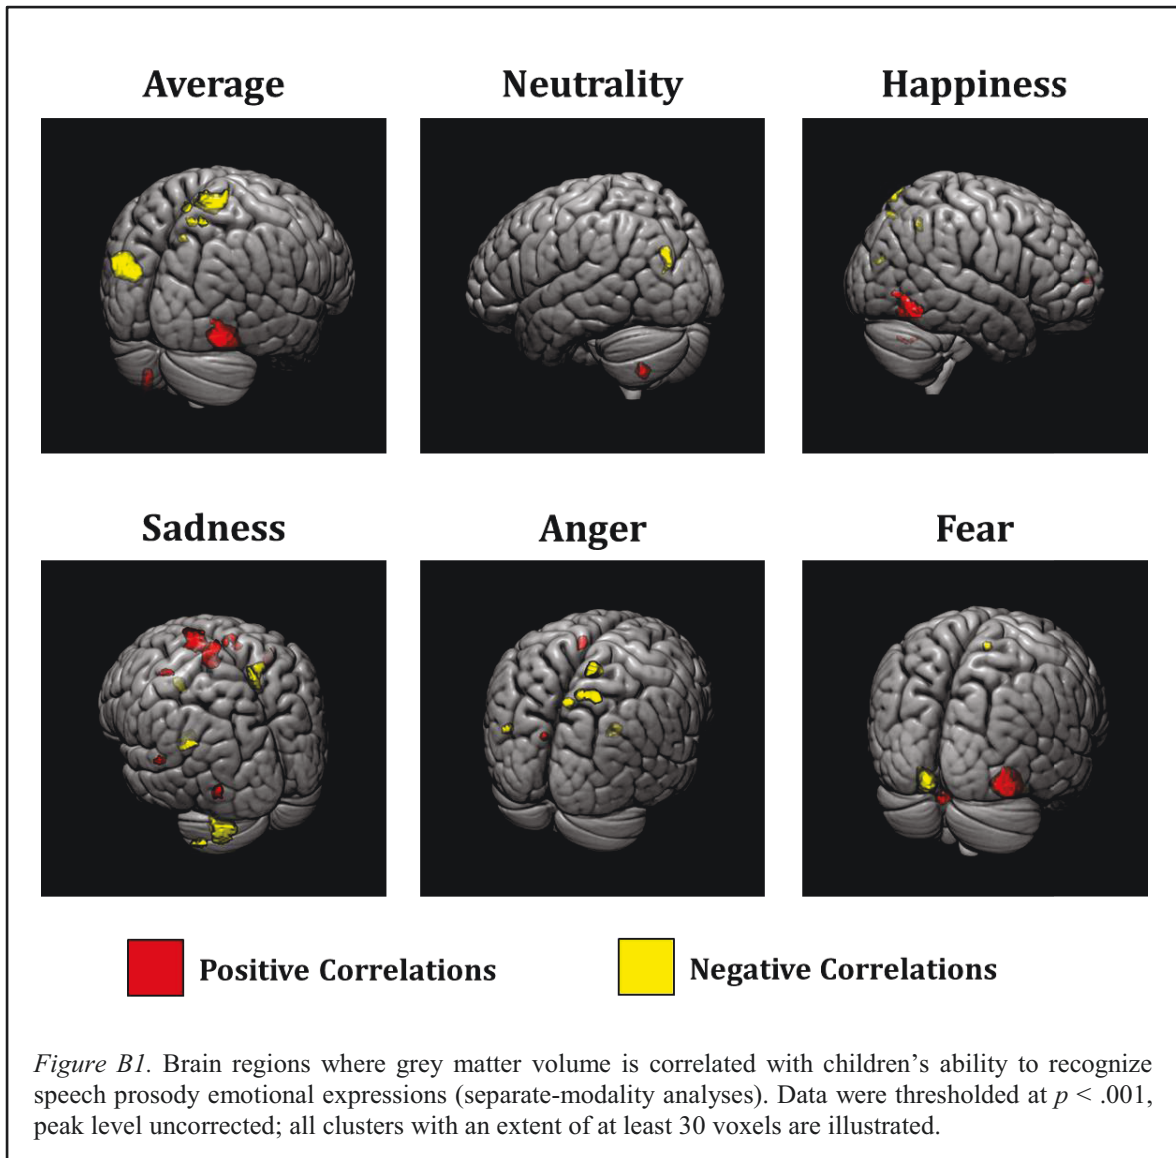 Average Neutrality Happiness
Sadness Anger Fear
Positive Correlations Negative Correlations
Figure B1. Brain regions where grey matter volume is correlated with children’s ability to recognize
speech prosody emotional expressions (separate-modality analyses). Data were thresholded at p < .001,
peak level uncorrected; all clusters with an extent of at least 30 voxels are illustrated.